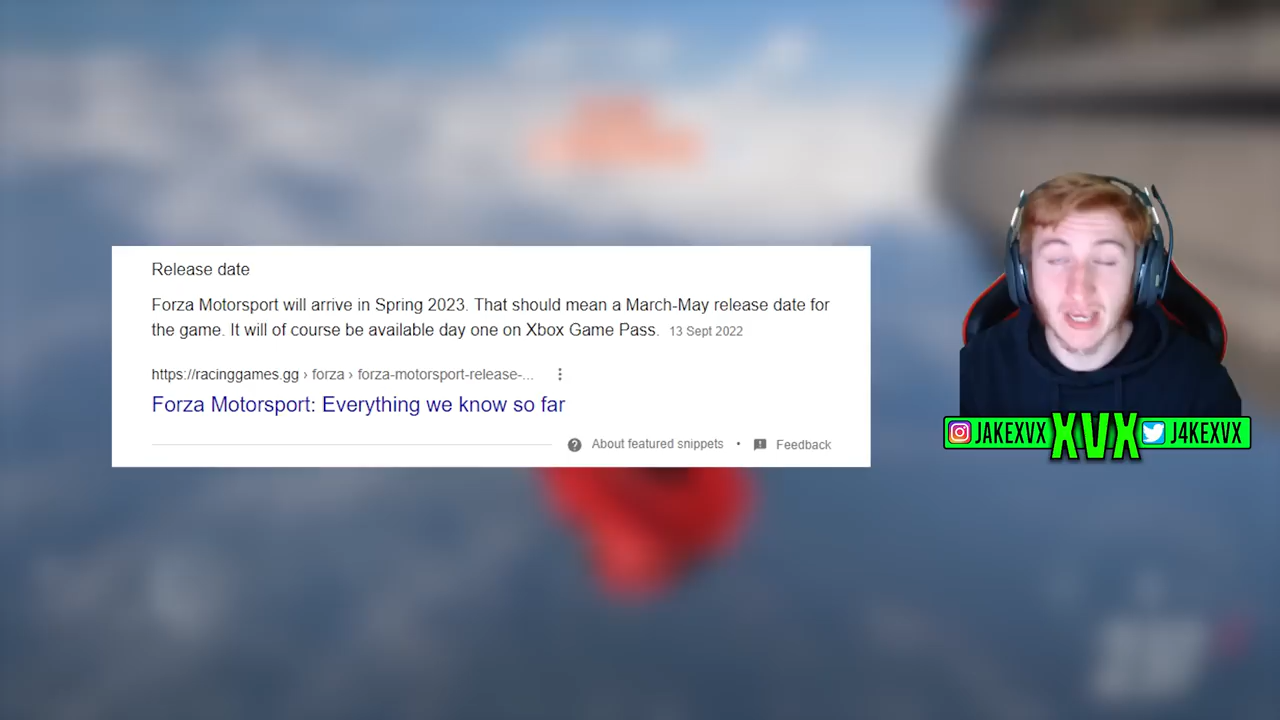 Release date
Forza Motorsport will arrive in Spring 2023. That should mean a March-May release date for
the game. It will of course be available day one on Xbox Game Pass. 13 Sept 2022
https://racinggames.gg › forza › forza-motorsport-release-...
Forza Motorsport: Everything we know so far
About featured snippets • Feedback
JAKEXVX XVX J4KEXVX